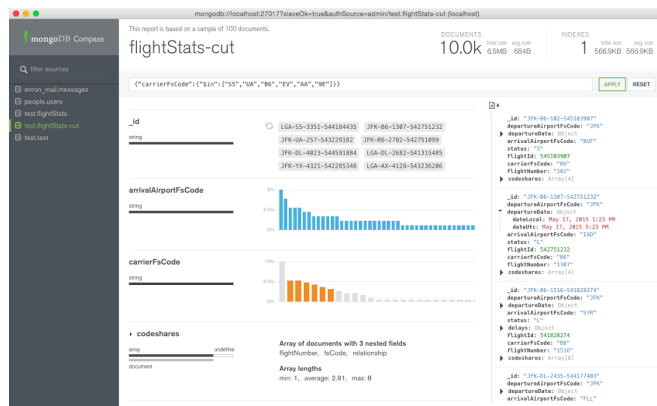 mongodb://localhost:27017?slaveOk=true&authSource=admin/test.flightStats-cut (localhost)
mongoDB Compass
filter sources
enron_mail.messages
people.users
test.flightStats
test.flightStats-cut
test.test
This report is based on a sample of 100 documents.
flightStats-cut
DOCUMENTS
10.0k total size avg. size
6.5MB 684B
INDEXES
1 total size avg size
566.9KB 566.9KB
{"carrierFsCode":{"$in":["S5","UA","B6","EV","AA","9E"]}}
APPLY RESET
_id
string
LGA-S5-3351-544184435 JFK-B6-1307-542751232
JFK-UA-257-543229182 JFK-B6-2702-542751099
JFK-DL-4023-544591884 LGA-DL-2682-541315485
JFK-YX-4321-542285348 LGA-AX-4128-543236206
arrivalAirportFsCode
string
0%
carrierFsCode
string
0%
codeshares
array undefine
document
Array of documents with 3 nested fields
flightNumber, fsCode, relationship
Array lengths
min: 1, average: 2.91, max: 8
_id: "JFK-B6-102-545103907"
departureAirportFsCode: "JFK"
departureDate: Object
arrivalAirportFsCode: "BUF"
status: "S"
flightId: 545103907
carrierFsCode: "B6"
flightNumber: "102"
codeshares: Array[4]
_id: "JFK-B6-1307-542751232"
departureAirportFsCode: "JFK"
departureDate: Object
dateLocal: May 17, 2015 1:23 PM
dateUtc: May 17, 2015 5:23 PM
arrivalAirportFsCode: "IAD"
status: "L"
flightId: 542751232
carrierFsCode: "B6"
flightNumber: "1307"
codeshares: Array[4]
_id: "JFK-B6-1516-541828274"
departureAirportFsCode: "JFK"
departureDate: Object
arrivalAirportFsCode: "SYR"
status: "L"
delays: Object
flightId: 541828274
carrierFsCode: "B6"
flightNumber: "1516"
codeshares: Array[8]
_id: "JFK-DL-2435-544177403"
departureAirportFsCode: "JFK"
departureDate: Object
arrivalAirportFsCode: "FLL"